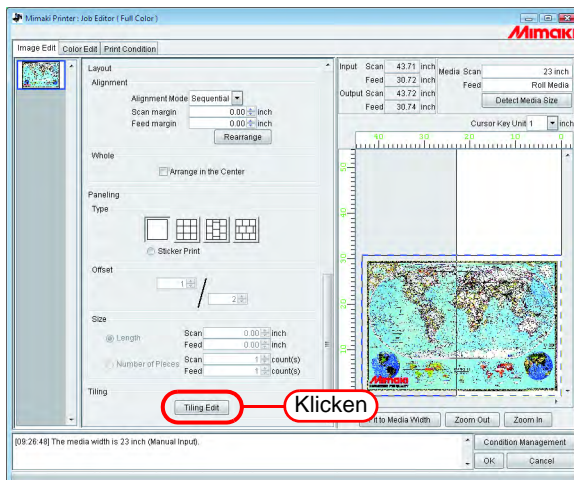 Mimaki Printer : Job Editor ( Full Color )
Mimaki
Image Edit Color Edit Print Condition
Layout
Alignment
Alignment Mode Sequential
Scan margin 0.00 inch
Feed margin 0.00 inch
Rearrange
Whole
Arrange in the Center
Paneling
Type
Sticker Print
Offset
1 / 2
Size
Length
Scan 0.00 inch
Feed 0.00 inch
Number of Pieces
Scan 1 count(s)
Feed 1 count(s)
Tiling
Tiling Edit
Klicken
Input Scan 43.71 inch
Feed 30.72 inch
Output Scan 43.72 inch
Feed 30.74 inch
Media Scan 23 inch
Feed Roll Media
Detect Media Size
Cursor Key Unit 1 inch
40 30 20 10 0
50
40
30
20
10
Mimaki
Fit to Media Width Zoom Out Zoom In
[09:26:48] The media width is 23 inch (Manual Input).
Condition Management
OK Cancel